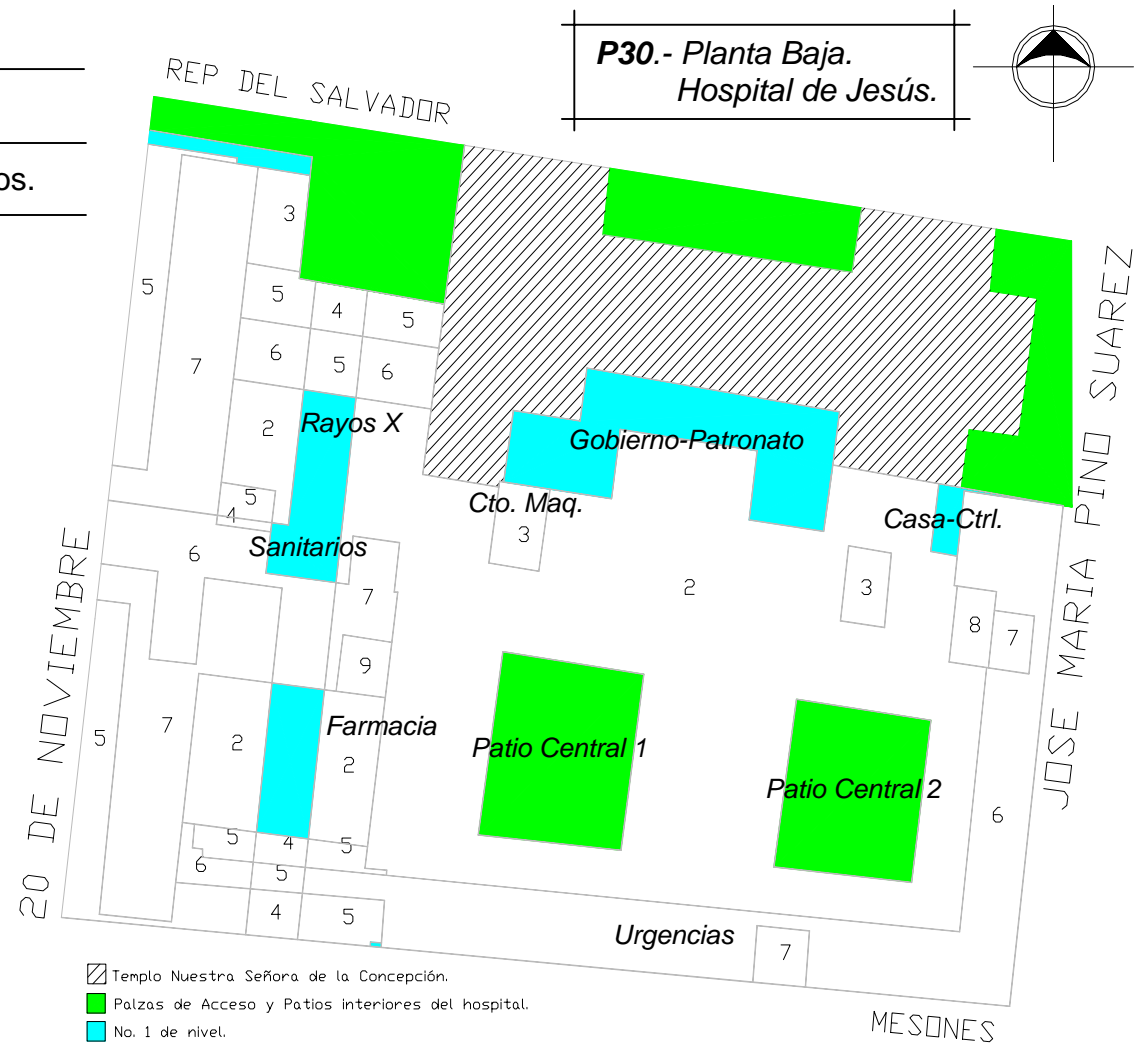 P30.- Planta Baja.
Hospital de Jesús.
os.
REP DEL SALVADOR
JOSE MARIA PINO SUAREZ
20 DE NOVIEMBRE
MESONES
3
5
5
4
5
7
6
5
6
2
Rayos X
Gobierno-Patronato
5
4
Cto. Maq.
3
Casa-Ctrl.
Sanitarios
6
7
2
3
8
7
9
5
7
2
Farmacia
2
Patio Central 1
Patio Central 2
6
5
4
5
6
5
4
5
Urgencias
7
Templo Nuestra Señora de la Concepción.
Palzas de Acceso y Patios interiores del hospital.
No. 1 de nivel.